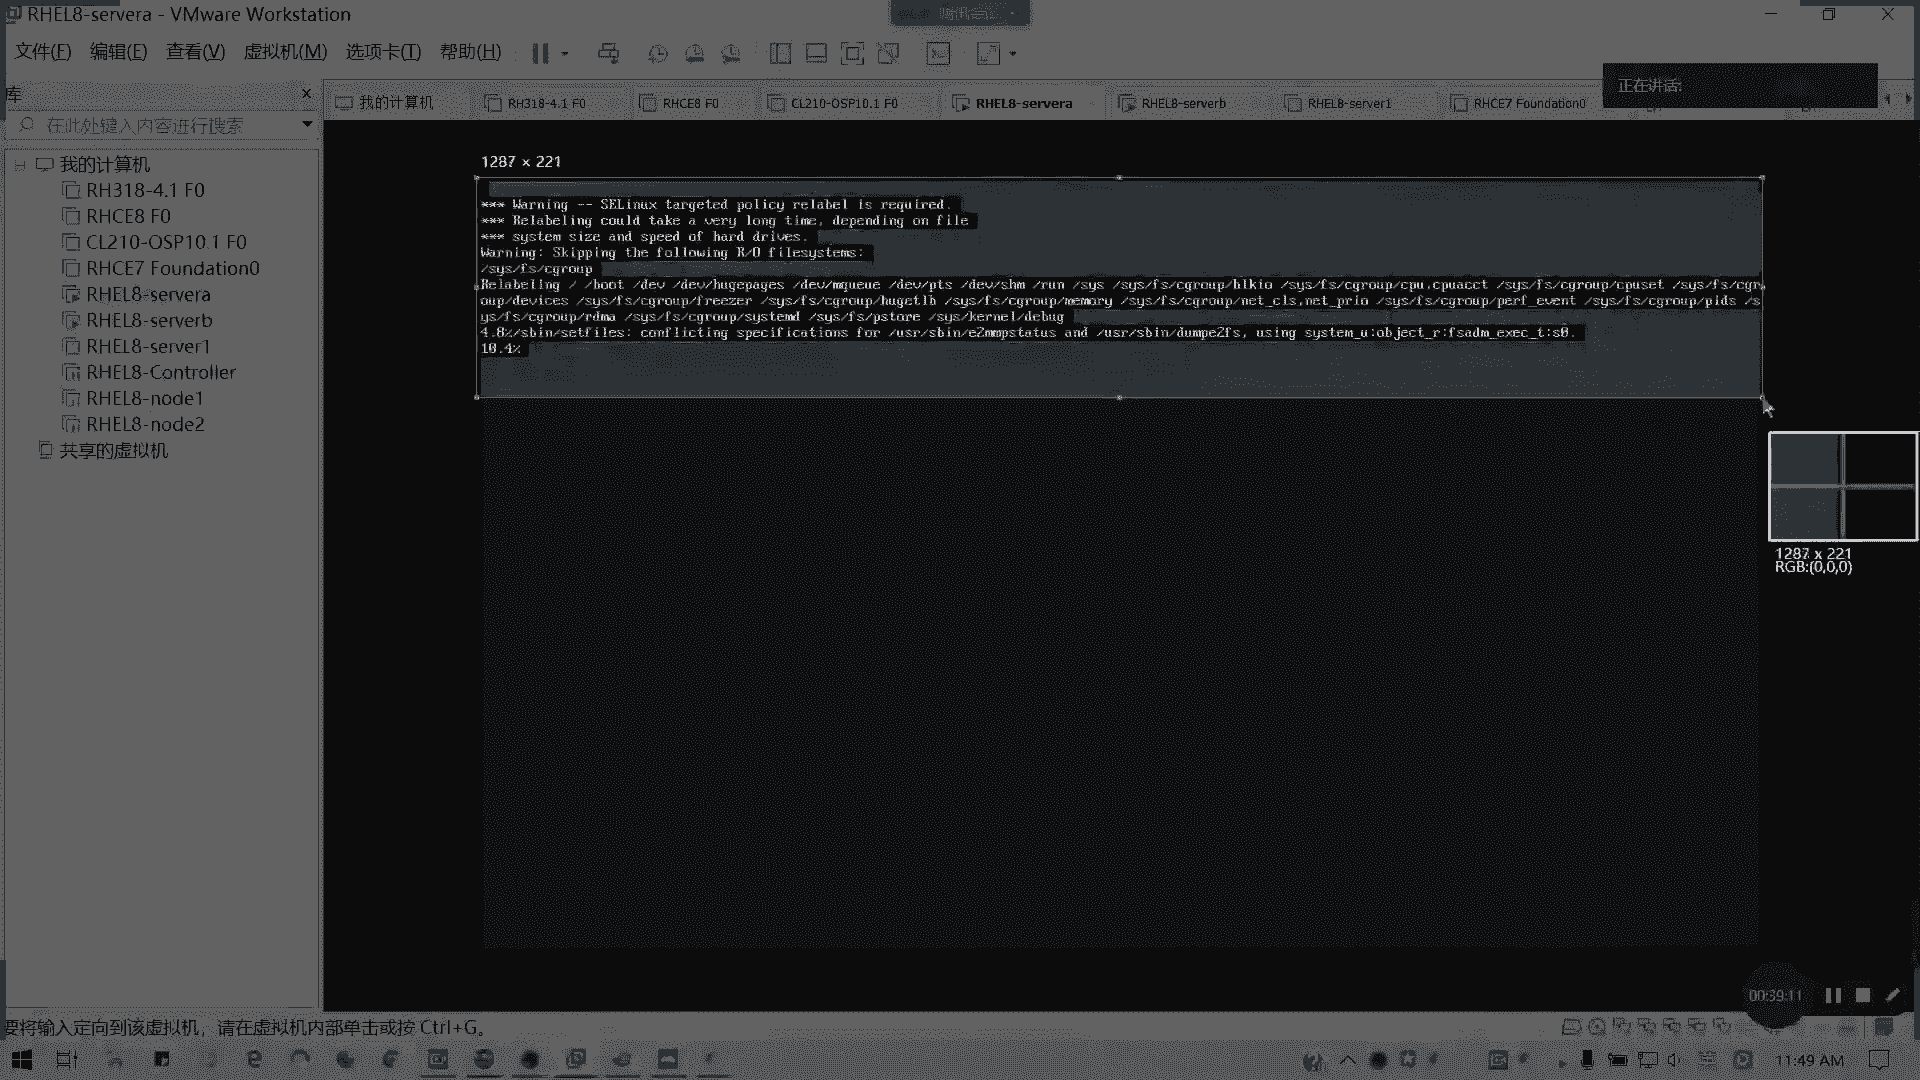 RHEL8-servera - VMware Workstation
文件(F) 编辑(E) 查看(V) 虚拟机(M) 选项卡(T) 帮助(H)
正在讲话:
库
在此处键入内容进行搜索
我的计算机
RH318-4.1 F0
RHCE8 F0
CL210-OSP10.1 F0
RHCE7 Foundation0
RHEL8-servera
RHEL8-serverb
RHEL8-server1
RHEL8-Controller
RHEL8-node1
RHEL8-node2
共享的虚拟机
我的计算机 RH318-4.1 F0 RHCE8 F0 CL210-OSP10.1 F0 RHEL8-servera RHEL8-serverb RHEL8-server1 RHCE7 Foundation0
1287 × 221
*** Warning -- SELinux targeted policy relabel is required.
*** Relabeling could take a very long time, depending on file
*** system size and speed of hard drives.
Warning: Skipping the following R/O filesystems:
/sys/fs/cgroup
Relabeling / /boot /dev /dev/hugepages /dev/mqueue /dev/pts /dev/shm /run /sys /sys/fs/cgroup/blkio /sys/fs/cgroup/cpu,cpuacct /sys/fs/cgroup/cpuset /sys/fs/cgr
oup/devices /sys/fs/cgroup/freezer /sys/fs/cgroup/hugetlb /sys/fs/cgroup/memory /sys/fs/cgroup/net_cls,net_prio /sys/fs/cgroup/perf_event /sys/fs/cgroup/pids /s
ys/fs/cgroup/rdma /sys/fs/cgroup/systemd /sys/fs/pstore /sys/kernel/debug
4.8%/sbin/setfiles: conflicting specifications for /usr/sbin/e2mmpstatus and /usr/sbin/dumpe2fs, using system_u:object_r:fsadm_exec_t:s0.
10.4%
1287 x 221
RGB:(0,0,0)
00:39:11
要将输入定向到该虚拟机，请在虚拟机内部单击或按 Ctrl+G。
11:49 AM